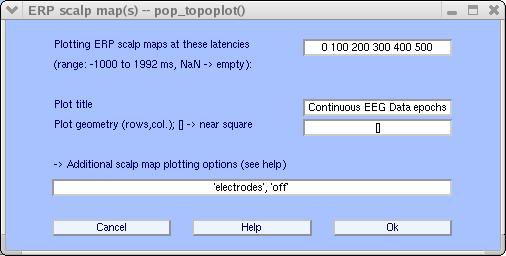 ERP scalp map(s) -- pop_topoplot()
Plotting ERP scalp maps at these latencies
0 100 200 300 400 500
(range: -1000 to 1992 ms, NaN -> empty):
Plot title
Continuous EEG Data epochs
Plot geometry (rows,col.); [] -> near square
[]
-> Additional scalp map plotting options (see help)
'electrodes', 'off'
Cancel
Help
Ok